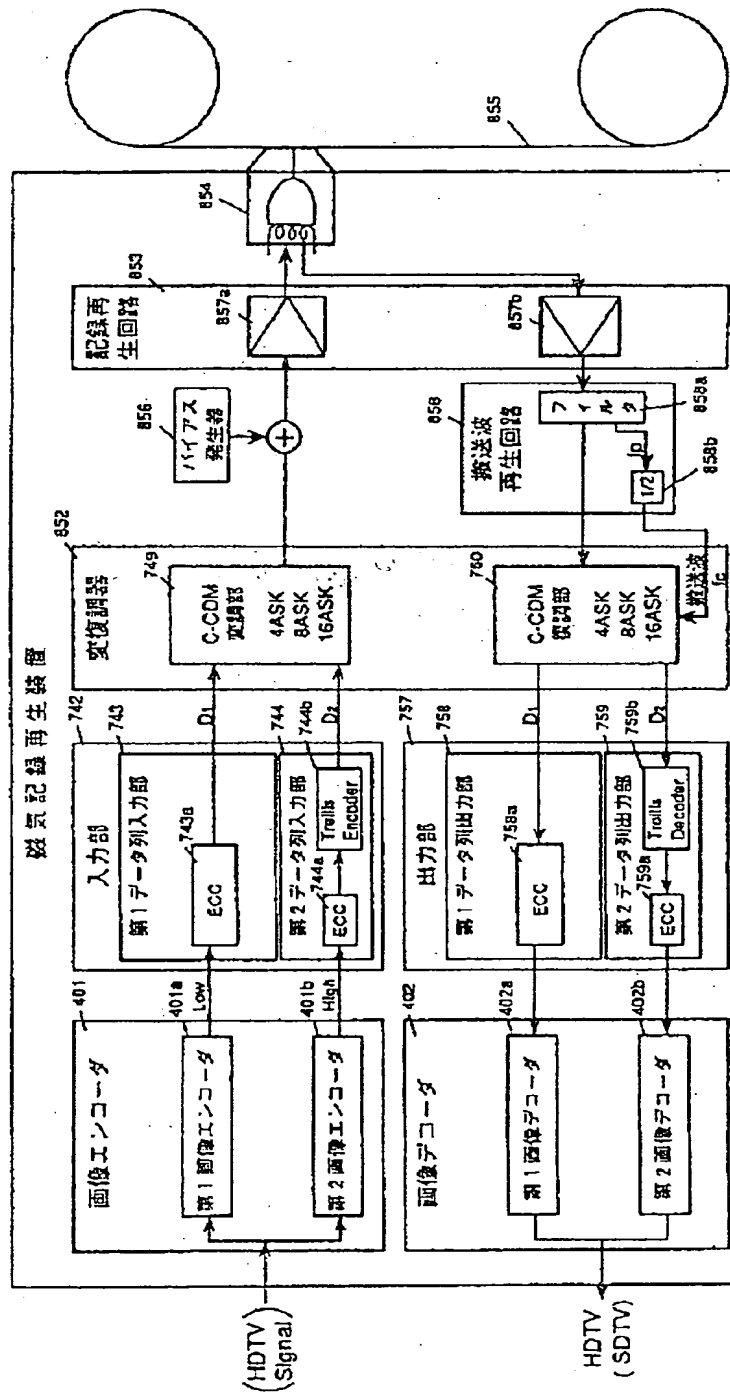 磁気記録再生装置
(HDTV
Signal)
401
画像エンコーダ
401a
第1画像エンコーダ
401b
第2画像エンコーダ
Low
High
742
入力部
743
第1データ列入力部
743a
ECC
744
第2データ列入力部
744a
ECC
744b
Trellis
Encoder
D1
D2
852
変復調器
749
C-CDM
変調部
4ASK
8ASK
16ASK
856
バイアス
発生器
+
853
記録再
生回路
857a
854
855
857b
858
搬送波
再生回路
858a
フィルタ
fp
858b
1/2
搬送波
fc
760
C-CDM
復調部
4ASK
8ASK
16ASK
D1
D2
757
出力部
758
第1データ列出力部
758a
ECC
759
第2データ列出力部
759a
ECC
759b
Trellis
Decoder
402
画像デコーダ
402a
第1画像デコーダ
402b
第2画像デコーダ
HDTV
(SDTV)